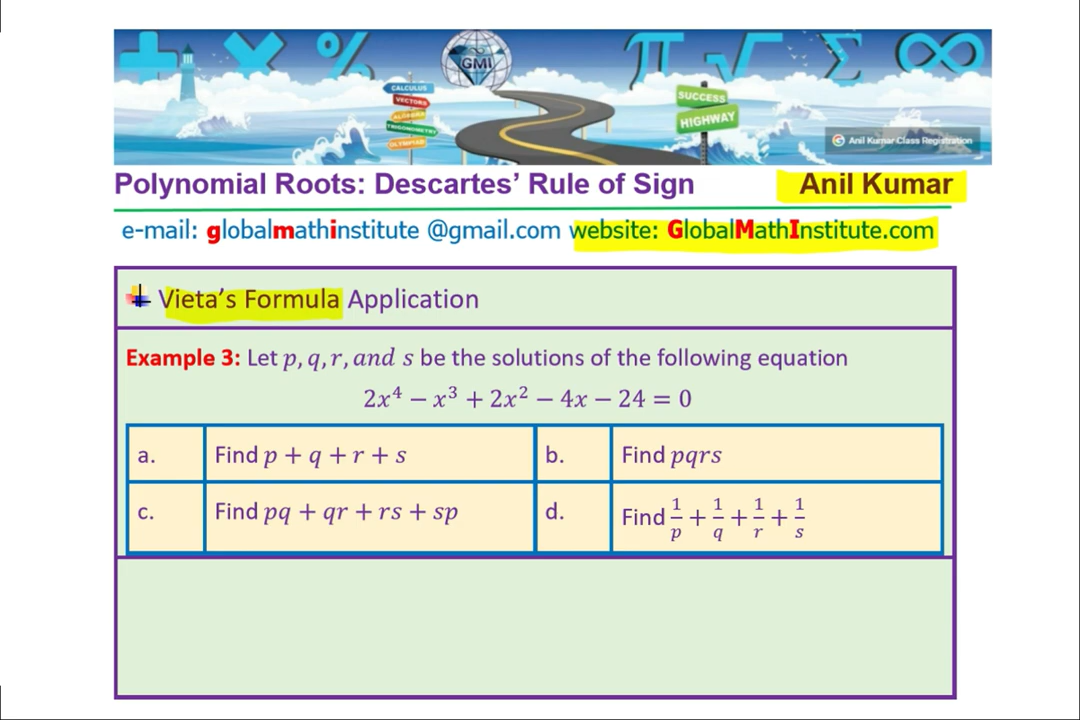 GMI
CALCULUS
VECTORS
ALGEBRA
TRIGONOMETRY
OLYMPIAD
SUCCESS
HIGHWAY
Anil Kumar Class Registration
Polynomial Roots: Descartes’ Rule of Sign Anil Kumar
e-mail: globalmathinstitute @gmail.com website: GlobalMathInstitute.com
Vieta’s Formula Application
Example 3: Let p, q, r, and s be the solutions of the following equation
2x⁴ − x³ + 2x² − 4x − 24 = 0
a. Find p + q + r + s b. Find pqrs
c. Find pq + qr + rs + sp d. Find 1/p + 1/q + 1/r + 1/s